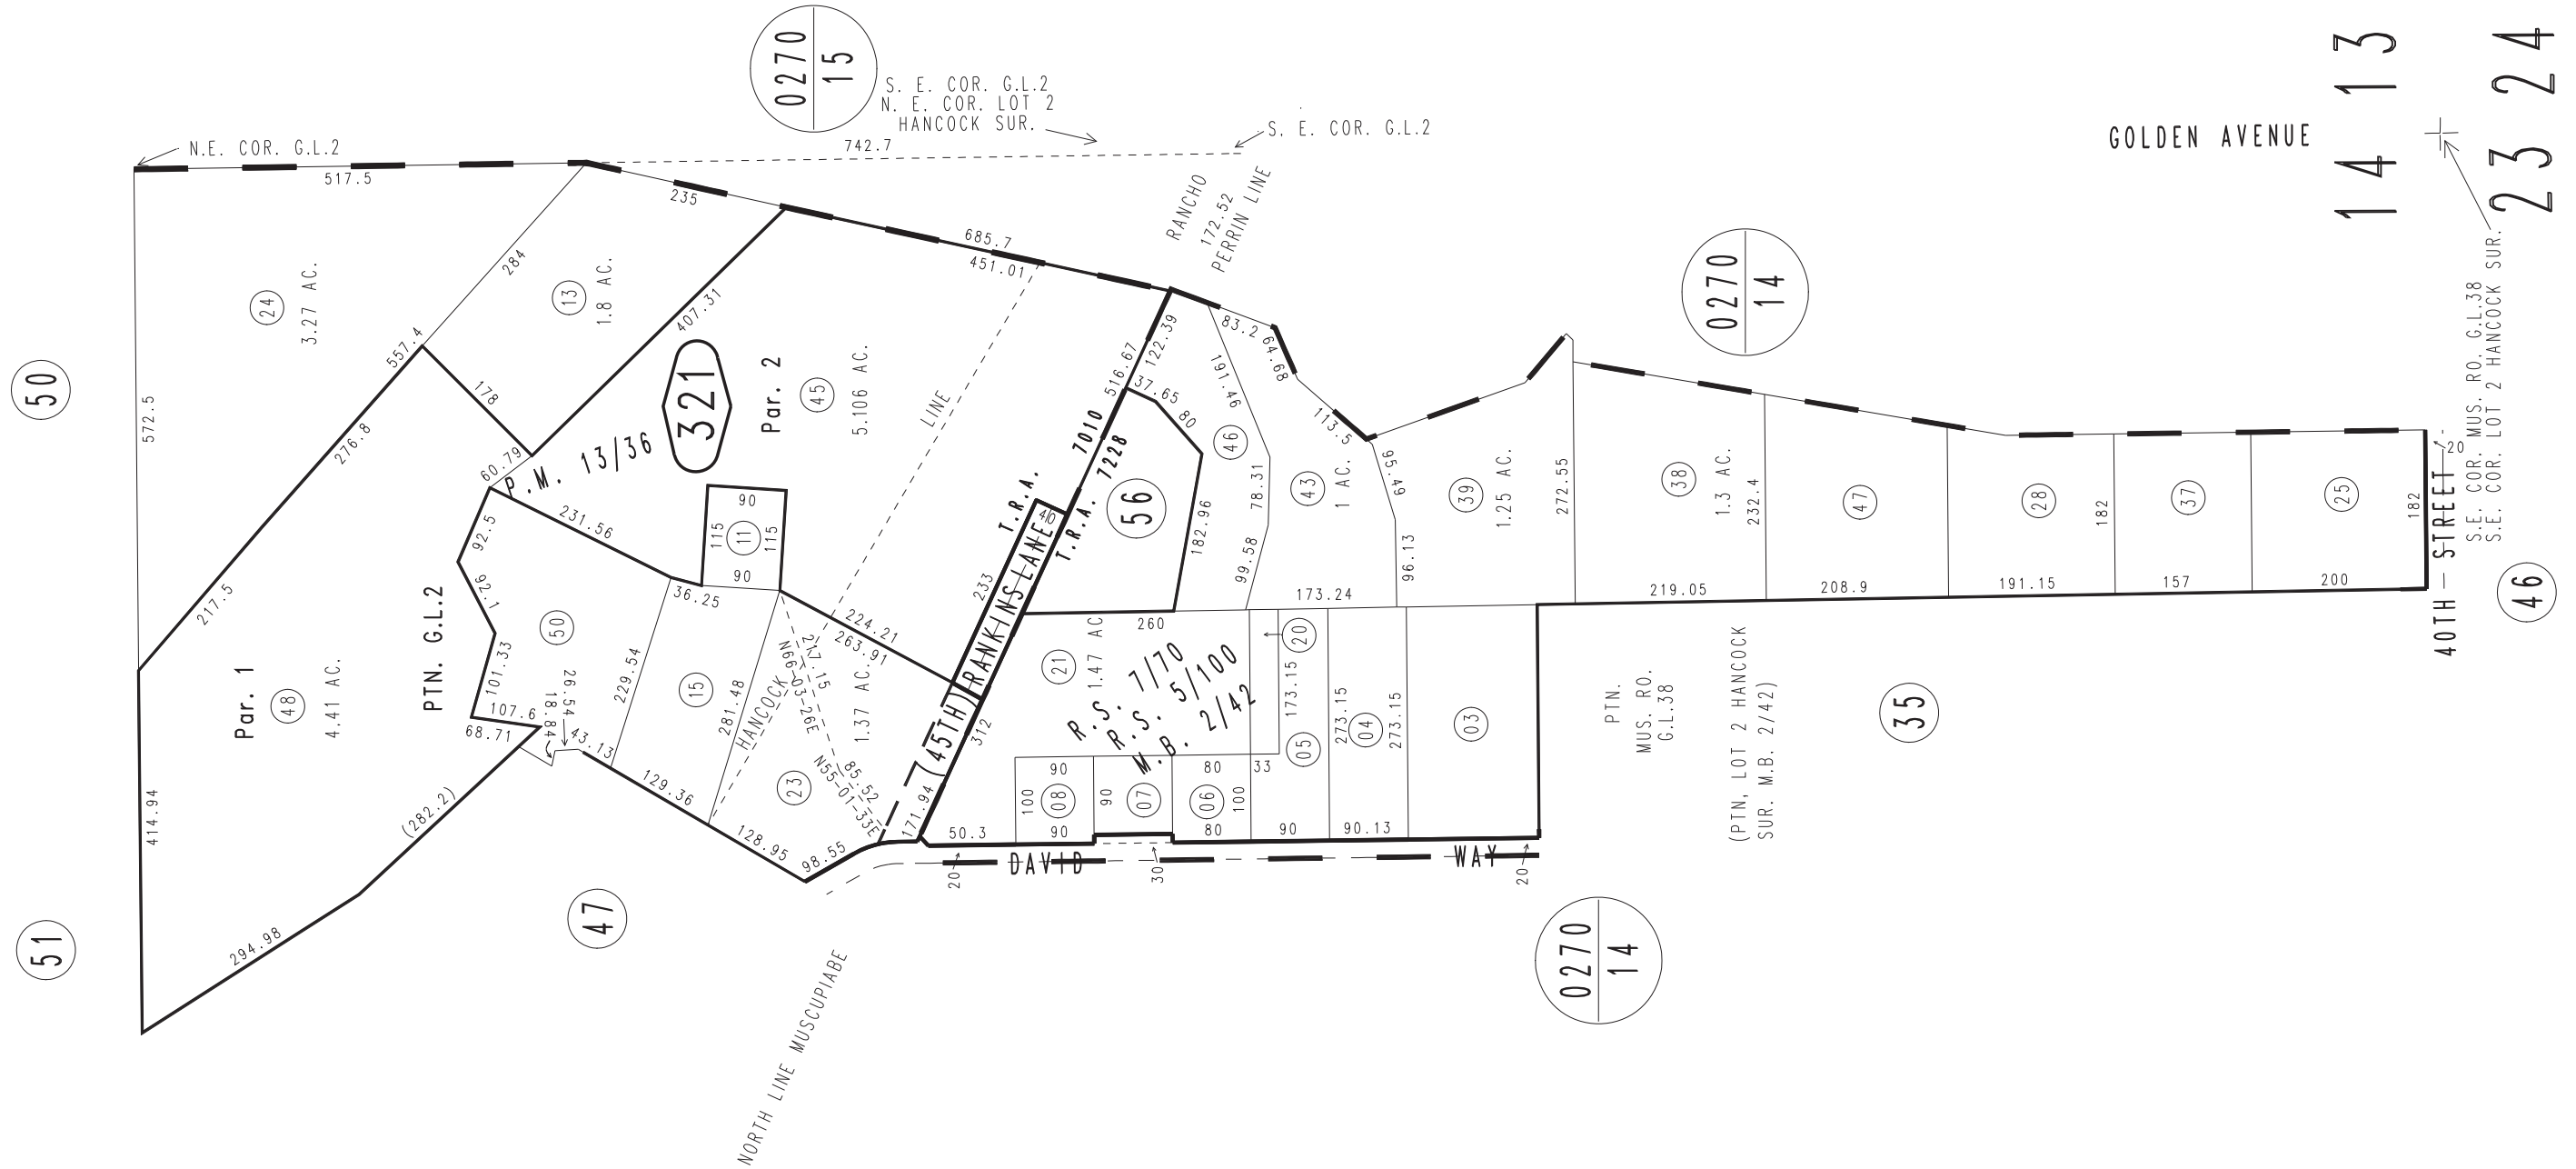 0270
15
S. E. COR. G.L.2
N. E. COR. LOT 2
HANCOCK SUR.
S. E. COR. G.L.2
N.E. COR. G.L.2
742.7
517.5
235
685.7
451.01
RANCHO
172.52
PERRIN LINE
GOLDEN AVENUE
14 13
23 24
S.E. COR. MUS. RO. G.L.38
S.E. COR. LOT 2 HANCOCK SUR.
0270
14
50
572.5
24
3.27 AC.
284
13
1.8 AC.
407.31
557.4
178
276.8
217.5
60.79
P.M. 13/36
321
Par. 2
45
5.106 AC.
LINE
122.39
516.67
7010
T.R.A.
T.R.A. 7228
37.65
80
56
182.96
83.2
64.68
191.46
46
78.31
99.58
113.5
43
1 AC.
95.49
96.13
173.24
39
1.25 AC.
272.55
38
1.3 AC.
232.4
219.05
47
208.9
28
182
191.15
37
157
25
182
200
20
40TH STREET
46
92.5
231.56
92.1
101.33
107.6
68.71
18.84
26.54
43.13
PTN. G.L.2
50
36.25
229.54
15
281.48
129.36
90
115
11
115
90
40
233
RANKINS LANE
(45TH)
224.21
263.91
217.15
N66-03-26E
HANCOCK
1.37 AC.
23
85.52
N55-01-33E
128.95
98.55
171.94
312
Par. 1
48
4.41 AC.
414.94
(282.2)
294.98
51
47
260
21
1.47 AC
R.S. 7/70
R.S. 5/100
M.B. 2/42
20
173.15
05
273.15
04
273.15
03
90
80
33
100
08
90
07
06
100
50.3
90
80
90
90.13
20
DAVID
30
WAY
20
PTN.
MUS. RO.
G.L.38
(PTN, LOT 2 HANCOCK
SUR. M.B. 2/42)
35
0270
14
NORTH LINE MUSCUPIABE